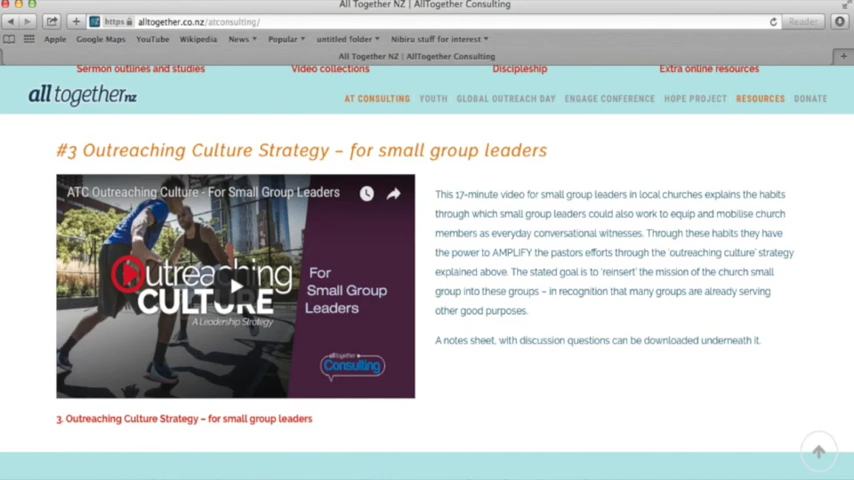 All Together NZ | AllTogether Consulting
https alltogether.co.nz/atconsulting/
Reader
Apple Google Maps YouTube Wikipedia News Popular untitled folder Nibiru stuff for interest
All Together NZ | AllTogether Consulting
Sermon outlines and studies Video collections Discipleship Extra online resources
all togethernz AT CONSULTING YOUTH GLOBAL OUTREACH DAY ENGAGE CONFERENCE HOPE PROJECT RESOURCES DONATE
#3 Outreaching Culture Strategy – for small group leaders
ATC Outreaching Culture - For Small Group Leaders
Outreaching
CULTURE
A Leadership Strategy
For
Small Group
Leaders
alltogether
Consulting
This 17-minute video for small group leaders in local churches explains the habits
through which small group leaders could also work to equip and mobilise church
members as everyday conversational witnesses. Through these habits they have
the power to AMPLIFY the pastors efforts through the 'outreaching culture' strategy
explained above. The stated goal is to 'reinsert' the mission of the church small
group into these groups – in recognition that many groups are already serving
other good purposes.
A notes sheet, with discussion questions can be downloaded underneath it.
3. Outreaching Culture Strategy – for small group leaders